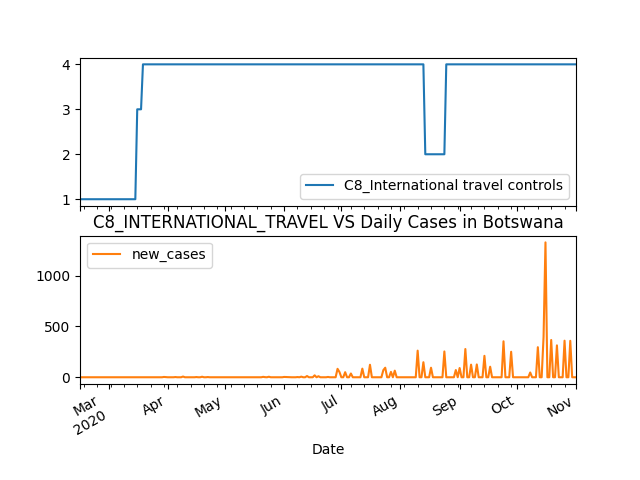 4
3
2
1
C8_International travel controls
C8_INTERNATIONAL_TRAVEL VS Daily Cases in Botswana
new_cases
1000
500
0
Mar
2020
Apr
May
Jun
Jul
Aug
Sep
Oct
Nov
Date